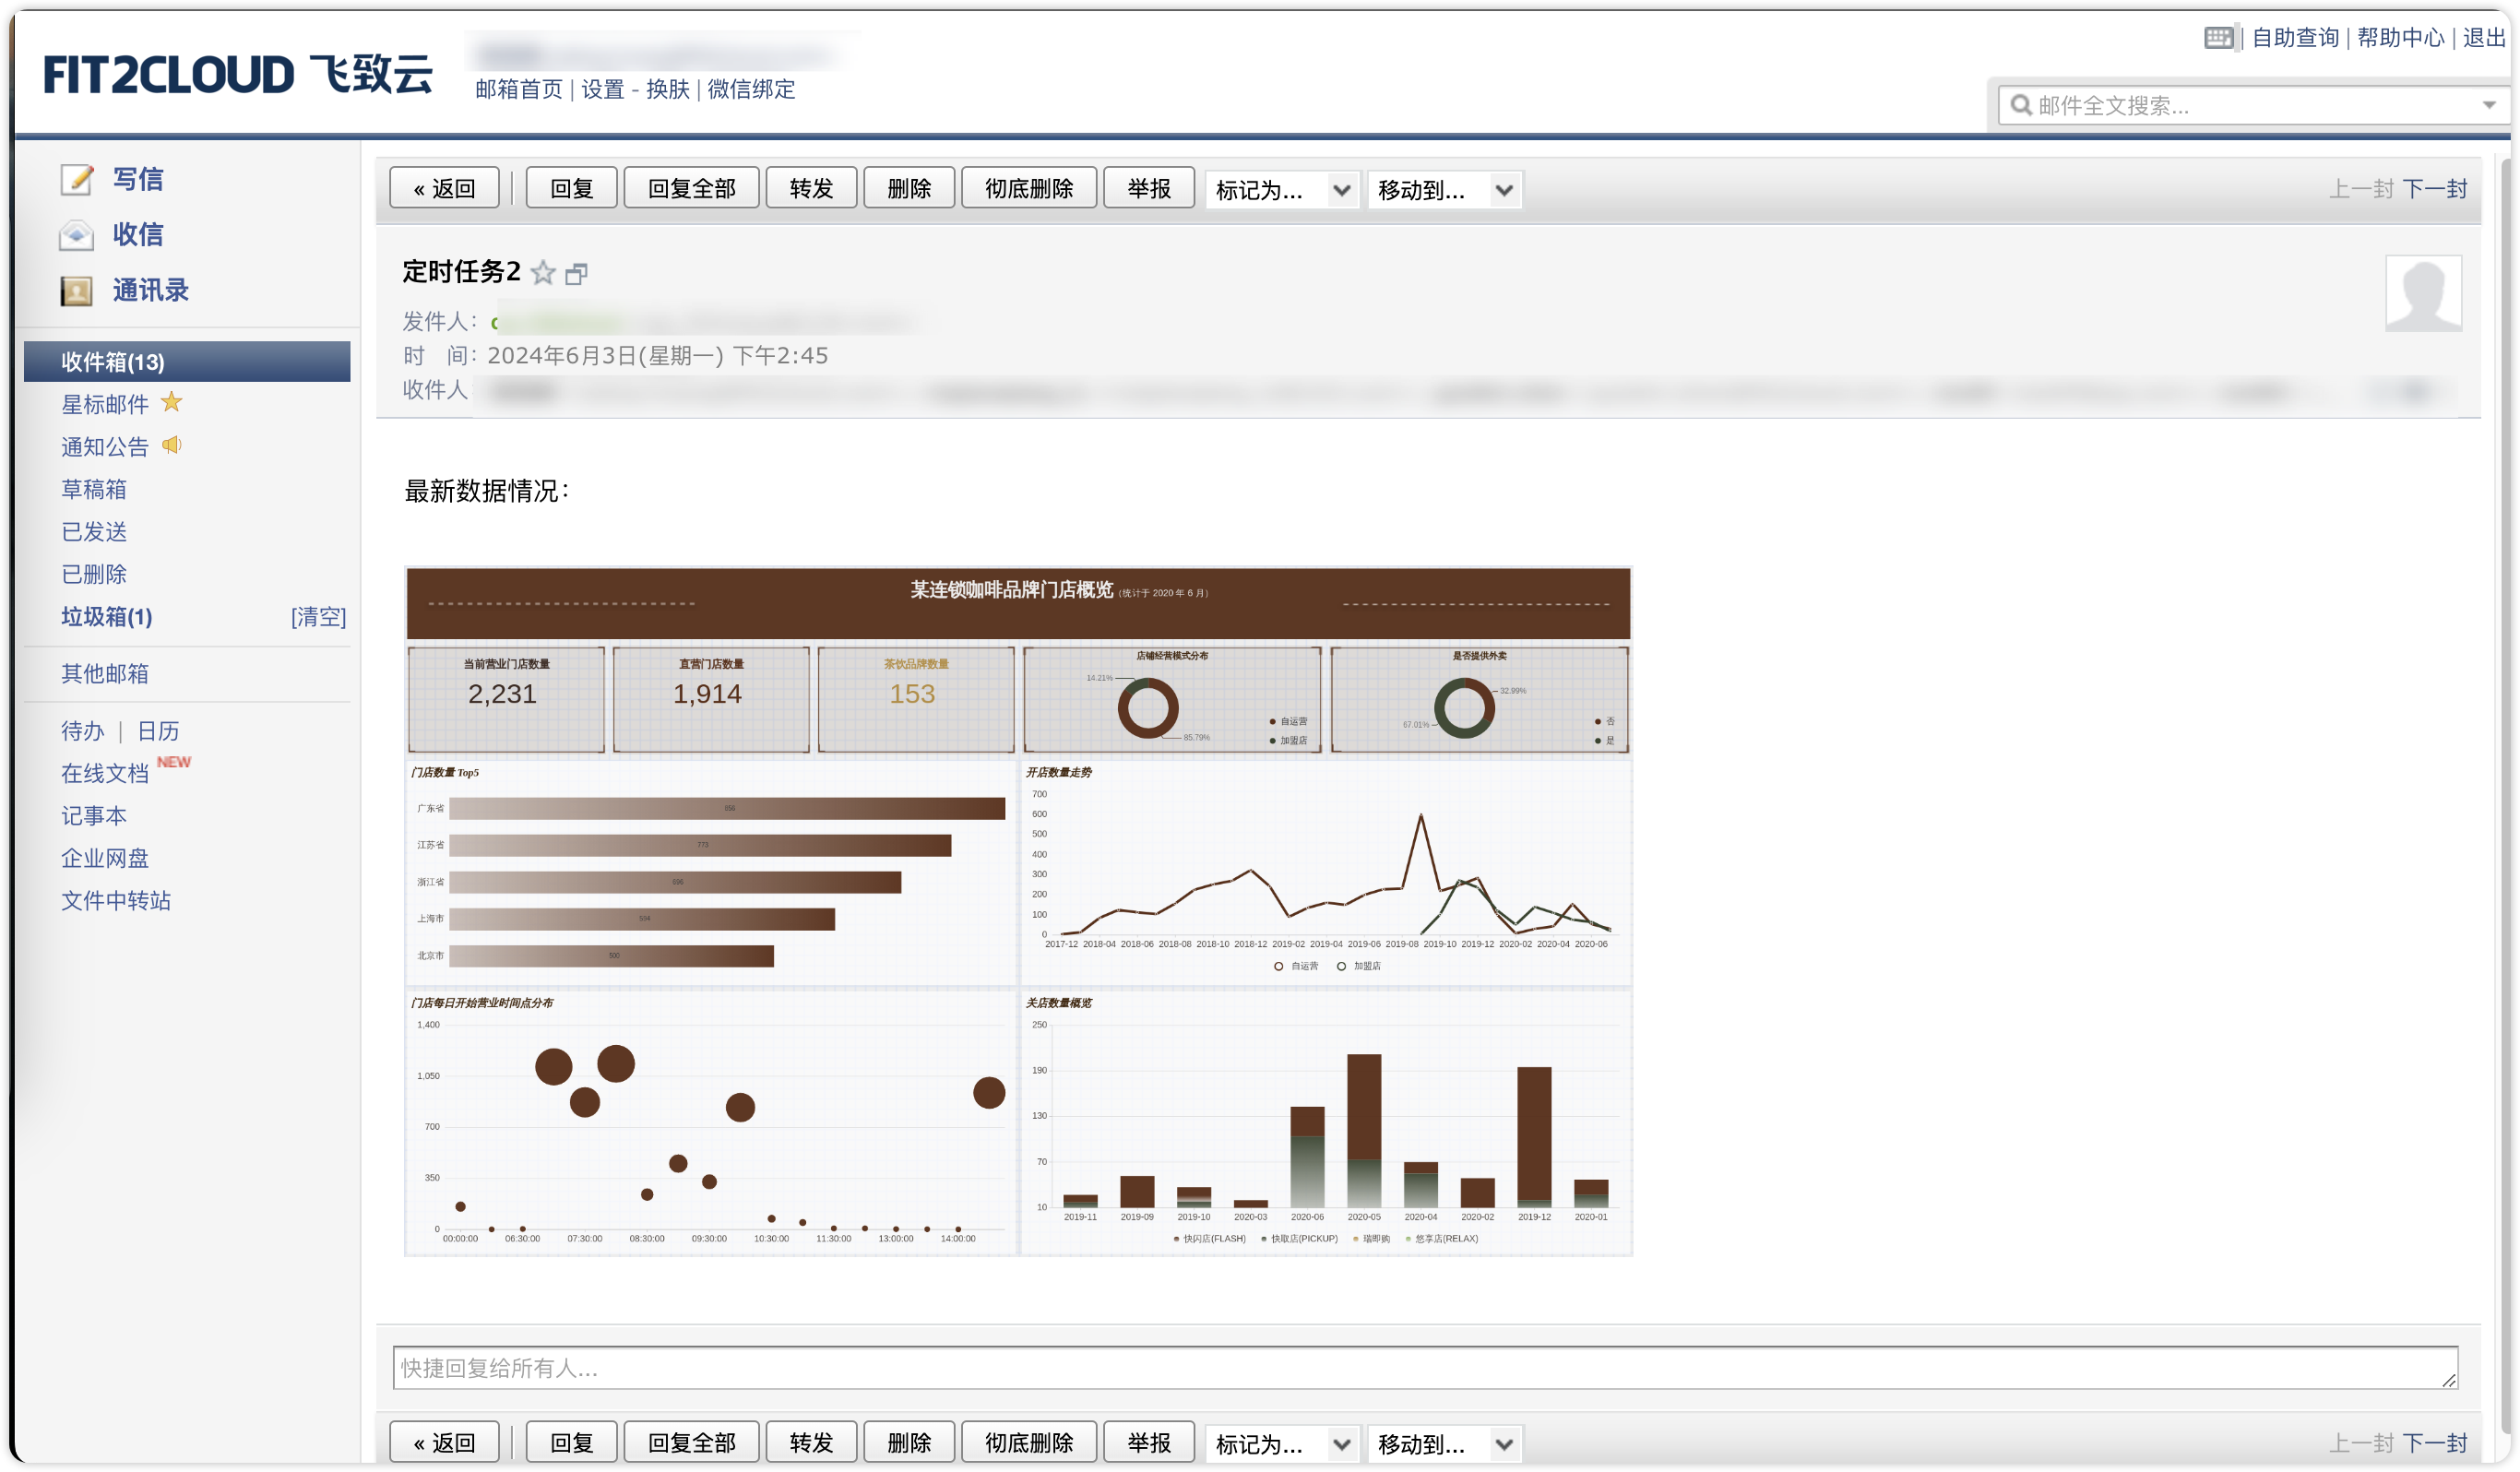 FIT2CLOUD 飞致云
邮箱首页 | 设置 - 换肤 | 微信绑定
| 自助查询 | 帮助中心 | 退出
邮件全文搜索...
写信
收信
通讯录
收件箱(13)
星标邮件
通知公告
草稿箱
已发送
已删除
垃圾箱(1) [清空]
其他邮箱
待办 | 日历
在线文档 NEW
记事本
企业网盘
文件中转站
« 返回 | 回复 回复全部 转发 删除 彻底删除 举报 标记为... 移动到... 上一封 下一封
定时任务2
发件人：
时 间：2024年6月3日(星期一) 下午2:45
收件人
最新数据情况：
某连锁咖啡品牌门店概览 (统计于 2020 年 6 月)
当前营业门店数量
2,231
直营门店数量
1,914
茶饮品牌数量
153
店铺经营模式分布
14.21%
85.79%
自运营
加盟店
是否提供外卖
32.99%
67.01%
否
是
门店数量 Top5
广东省 856
江苏省 773
浙江省 696
上海市 594
北京市 500
开店数量走势
700
600
500
400
300
200
100
0
2017-12 2018-04 2018-06 2018-08 2018-10 2018-12 2019-02 2019-04 2019-06 2019-08 2019-10 2019-12 2020-02 2020-04 2020-06
自运营 加盟店
门店每日开始营业时间点分布
1,400
1,050
700
350
0
00:00:00 06:30:00 07:30:00 08:30:00 09:30:00 10:30:00 11:30:00 13:00:00 14:00:00
关店数量概览
250
190
130
70
10
2019-11 2019-09 2019-10 2020-03 2020-06 2020-05 2020-04 2020-02 2019-12 2020-01
快闪店(FLASH) 快取店(PICKUP) 瑞即购 悠享店(RELAX)
快捷回复给所有人...
« 返回 | 回复 回复全部 转发 删除 彻底删除 举报 标记为... 移动到... 上一封 下一封